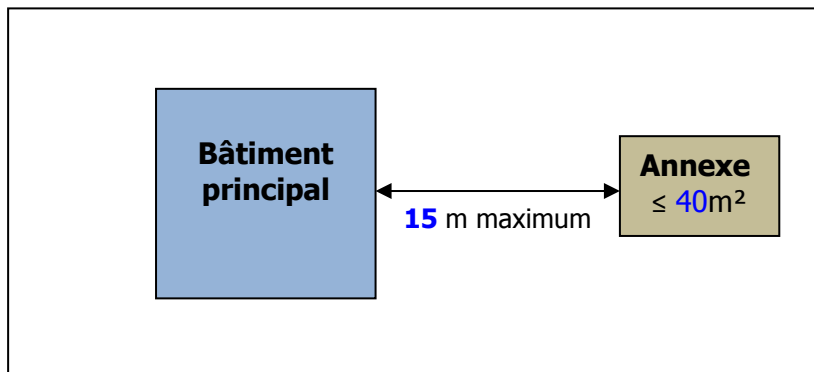 Bâtiment
principal
15 m maximum
Annexe
≤ 40m²